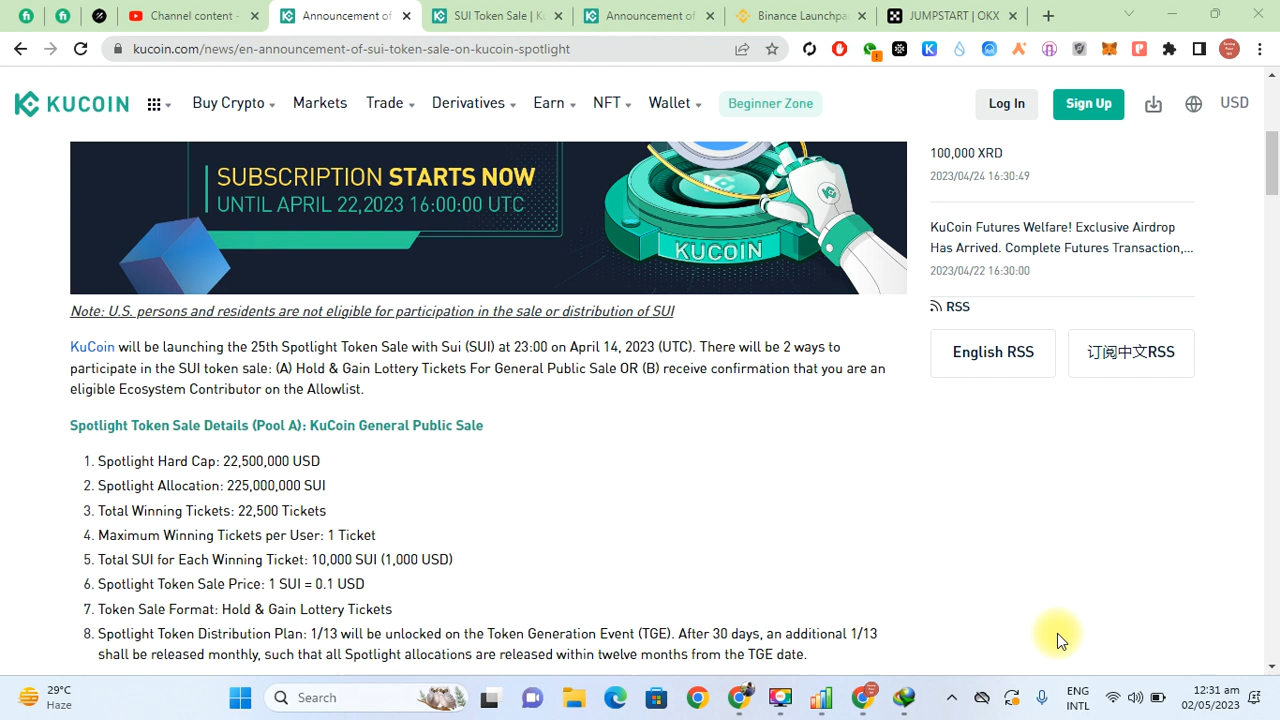 Channel content -
Announcement of
SUI Token Sale | Ku
Announcement of
Binance Launchpa
JUMPSTART | OKX
kucoin.com/news/en-announcement-of-sui-token-sale-on-kucoin-spotlight
KUCOIN
Buy Crypto
Markets
Trade
Derivatives
Earn
NFT
Wallet
Beginner Zone
Log In
Sign Up
USD
SUBSCRIPTION STARTS NOW
UNTIL APRIL 22,2023 16:00:00 UTC
KUCOIN
100,000 XRD
2023/04/24 16:30:49
KuCoin Futures Welfare! Exclusive Airdrop
Has Arrived. Complete Futures Transaction,...
2023/04/22 16:30:00
RSS
English RSS
订阅中文RSS
Note: U.S. persons and residents are not eligible for participation in the sale or distribution of SUI
KuCoin will be launching the 25th Spotlight Token Sale with Sui (SUI) at 23:00 on April 14, 2023 (UTC). There will be 2 ways to
participate in the SUI token sale: (A) Hold & Gain Lottery Tickets For General Public Sale OR (B) receive confirmation that you are an
eligible Ecosystem Contributor on the Allowlist.
Spotlight Token Sale Details (Pool A): KuCoin General Public Sale
1. Spotlight Hard Cap: 22,500,000 USD
2. Spotlight Allocation: 225,000,000 SUI
3. Total Winning Tickets: 22,500 Tickets
4. Maximum Winning Tickets per User: 1 Ticket
5. Total SUI for Each Winning Ticket: 10,000 SUI (1,000 USD)
6. Spotlight Token Sale Price: 1 SUI = 0.1 USD
7. Token Sale Format: Hold & Gain Lottery Tickets
8. Spotlight Token Distribution Plan: 1/13 will be unlocked on the Token Generation Event (TGE). After 30 days, an additional 1/13
shall be released monthly, such that all Spotlight allocations are released within twelve months from the TGE date.
29°C
Haze
Search
ENG
INTL
12:31 am
02/05/2023